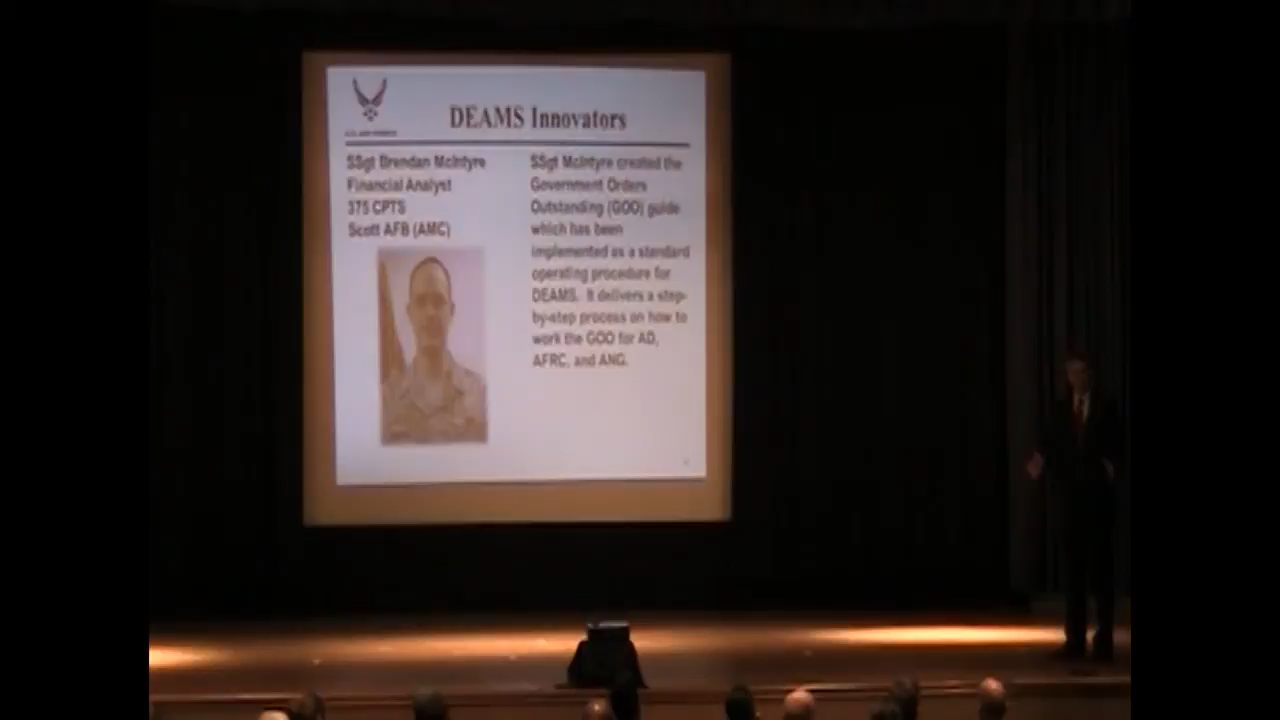 DEAMS Innovators
SSgt Brendan McIntyre
Financial Analyst
375 CPTS
Scott AFB (AMC)
SSgt McIntyre created the
Government Orders
Outstanding (GOO) guide
which has been
implemented as a standard
operating procedure for
DEAMS. It delivers a step-
by-step process on how to
work the GOO for AD,
AFRC, and ANG.